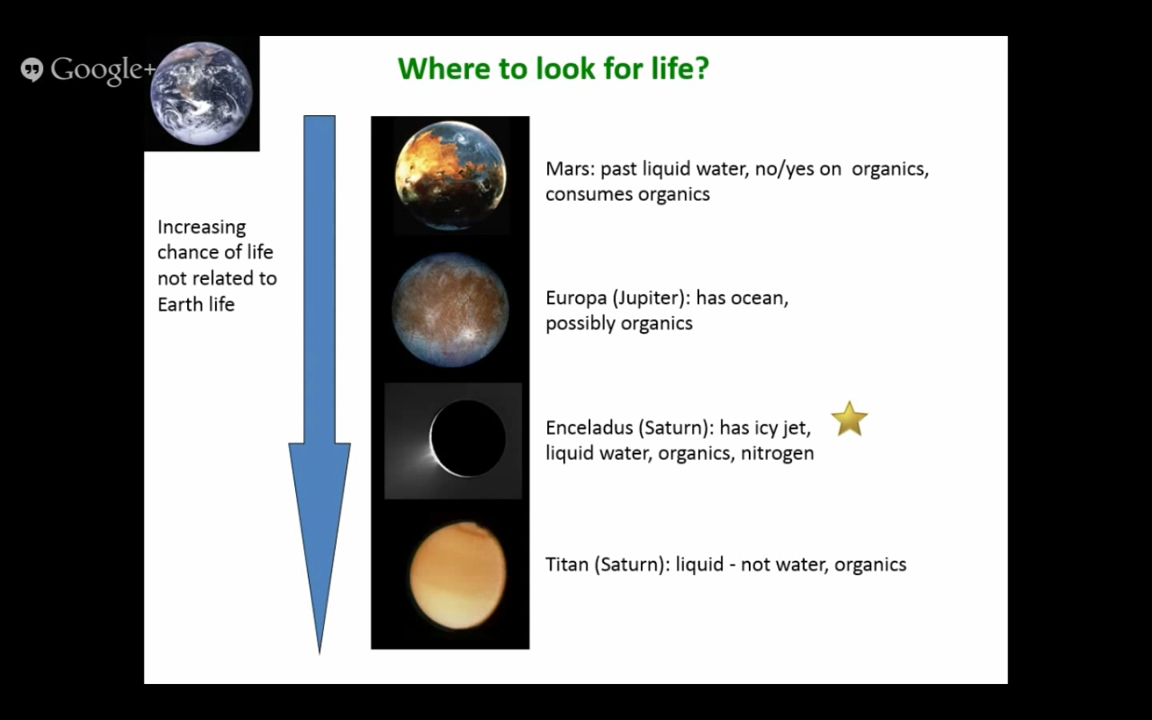 Google+
Where to look for life?
Increasing
chance of life
not related to
Earth life
Mars: past liquid water, no/yes on  organics,
consumes organics
Europa (Jupiter): has ocean,
possibly organics
Enceladus (Saturn): has icy jet,
liquid water, organics, nitrogen
Titan (Saturn): liquid - not water, organics